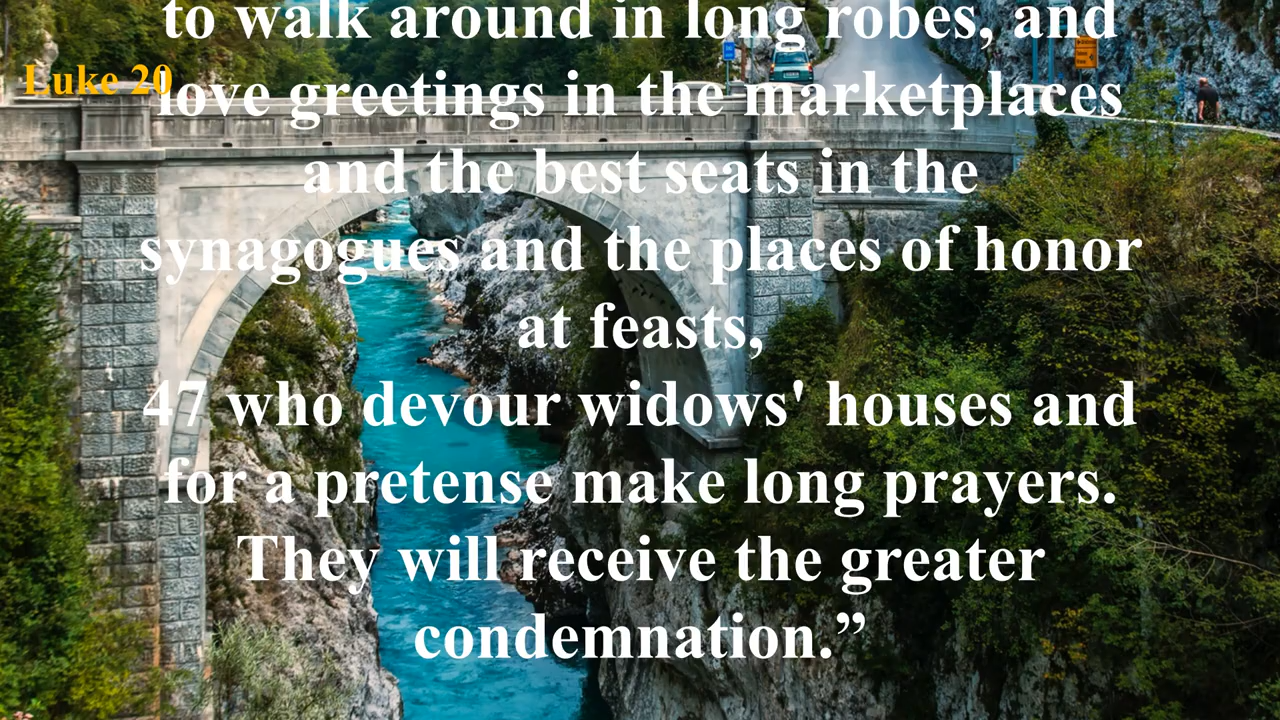 to walk around in long robes, and
Luke 20
love greetings in the marketplaces
and the best seats in the
synagogues and the places of honor
at feasts,
47 who devour widows' houses and
for a pretense make long prayers.
They will receive the greater
condemnation.”